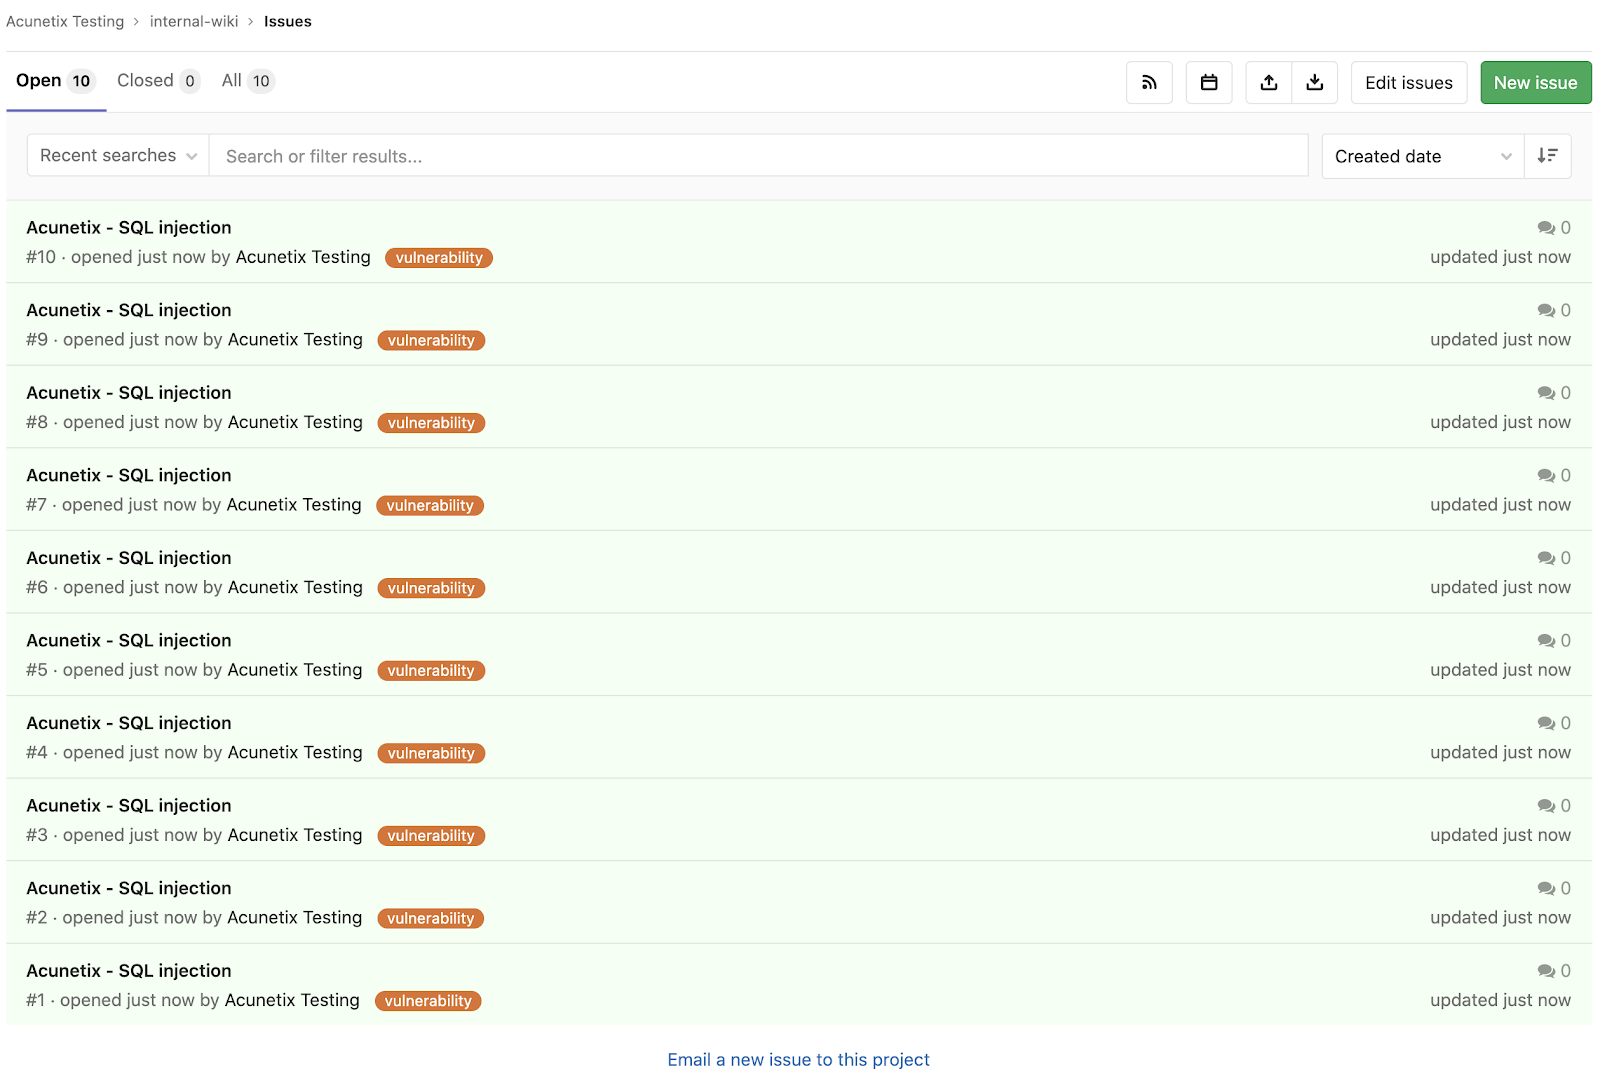 Acunetix Testing › internal-wiki › Issues
Open 10 Closed 0 All 10 Edit issues New issue
Recent searches Search or filter results... Created date
Acunetix - SQL injection 0
#10 · opened just now by Acunetix Testing vulnerability updated just now
Acunetix - SQL injection 0
#9 · opened just now by Acunetix Testing vulnerability updated just now
Acunetix - SQL injection 0
#8 · opened just now by Acunetix Testing vulnerability updated just now
Acunetix - SQL injection 0
#7 · opened just now by Acunetix Testing vulnerability updated just now
Acunetix - SQL injection 0
#6 · opened just now by Acunetix Testing vulnerability updated just now
Acunetix - SQL injection 0
#5 · opened just now by Acunetix Testing vulnerability updated just now
Acunetix - SQL injection 0
#4 · opened just now by Acunetix Testing vulnerability updated just now
Acunetix - SQL injection 0
#3 · opened just now by Acunetix Testing vulnerability updated just now
Acunetix - SQL injection 0
#2 · opened just now by Acunetix Testing vulnerability updated just now
Acunetix - SQL injection 0
#1 · opened just now by Acunetix Testing vulnerability updated just now
Email a new issue to this project